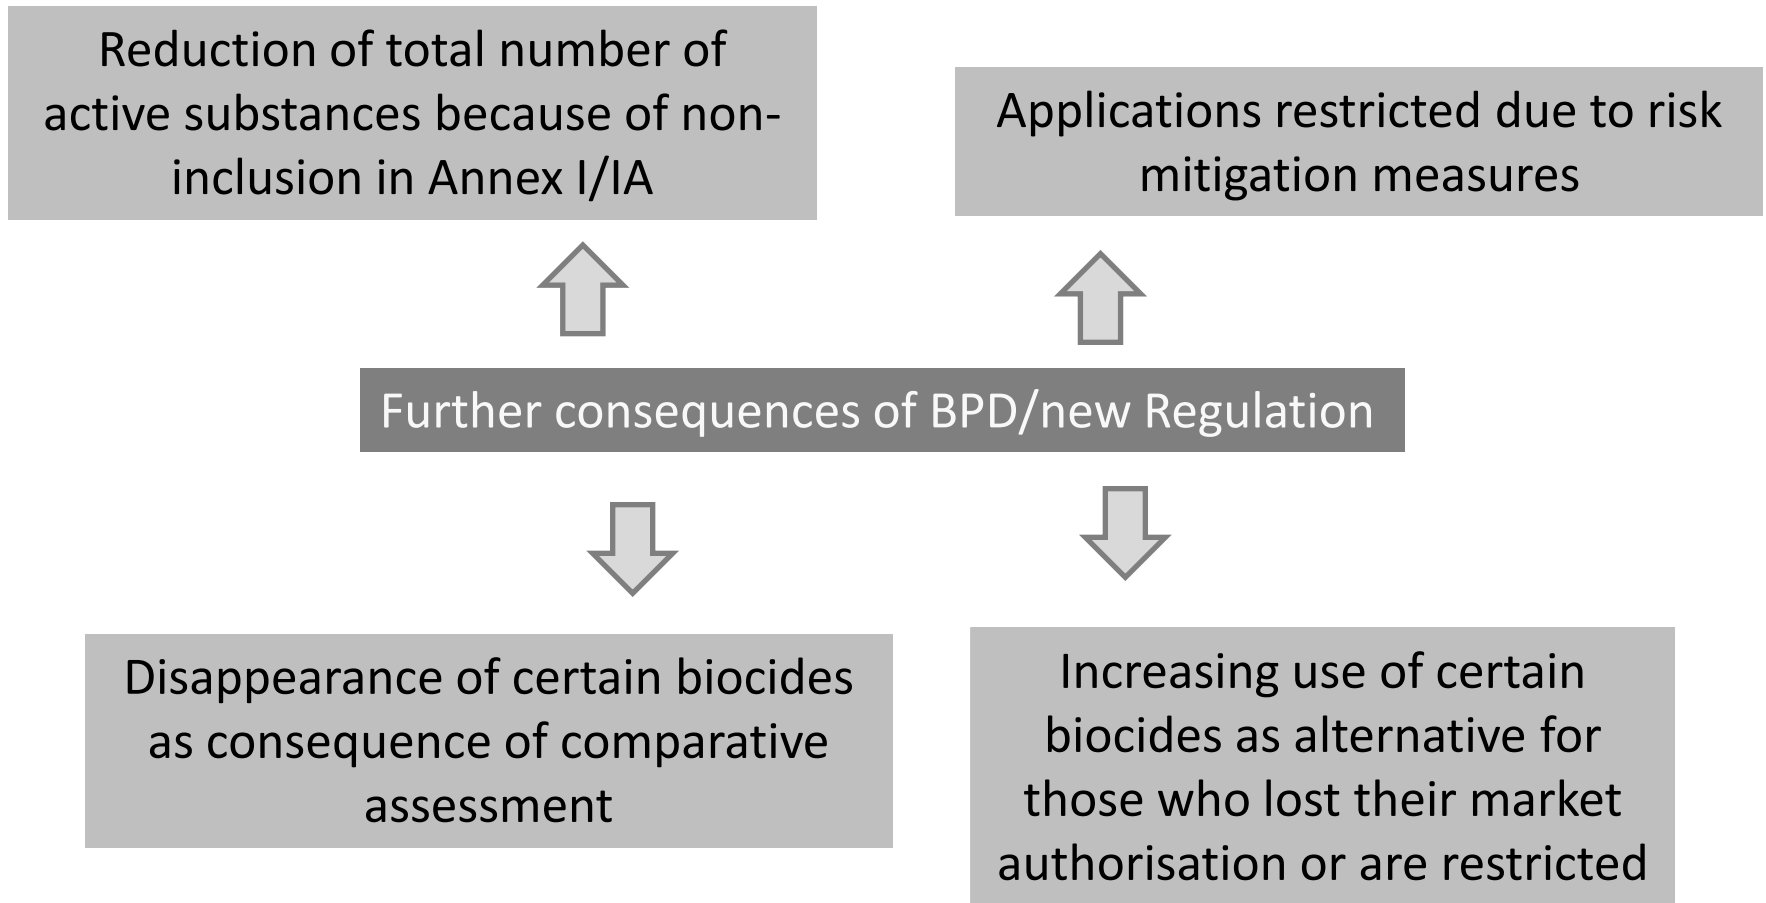 Reduction of total number of
active substances because of non-
inclusion in Annex I/IA
Applications restricted due to risk
mitigation measures
Further consequences of BPD/new Regulation
Disappearance of certain biocides
as consequence of comparative
assessment
Increasing use of certain
biocides as alternative for
those who lost their market
authorisation or are restricted